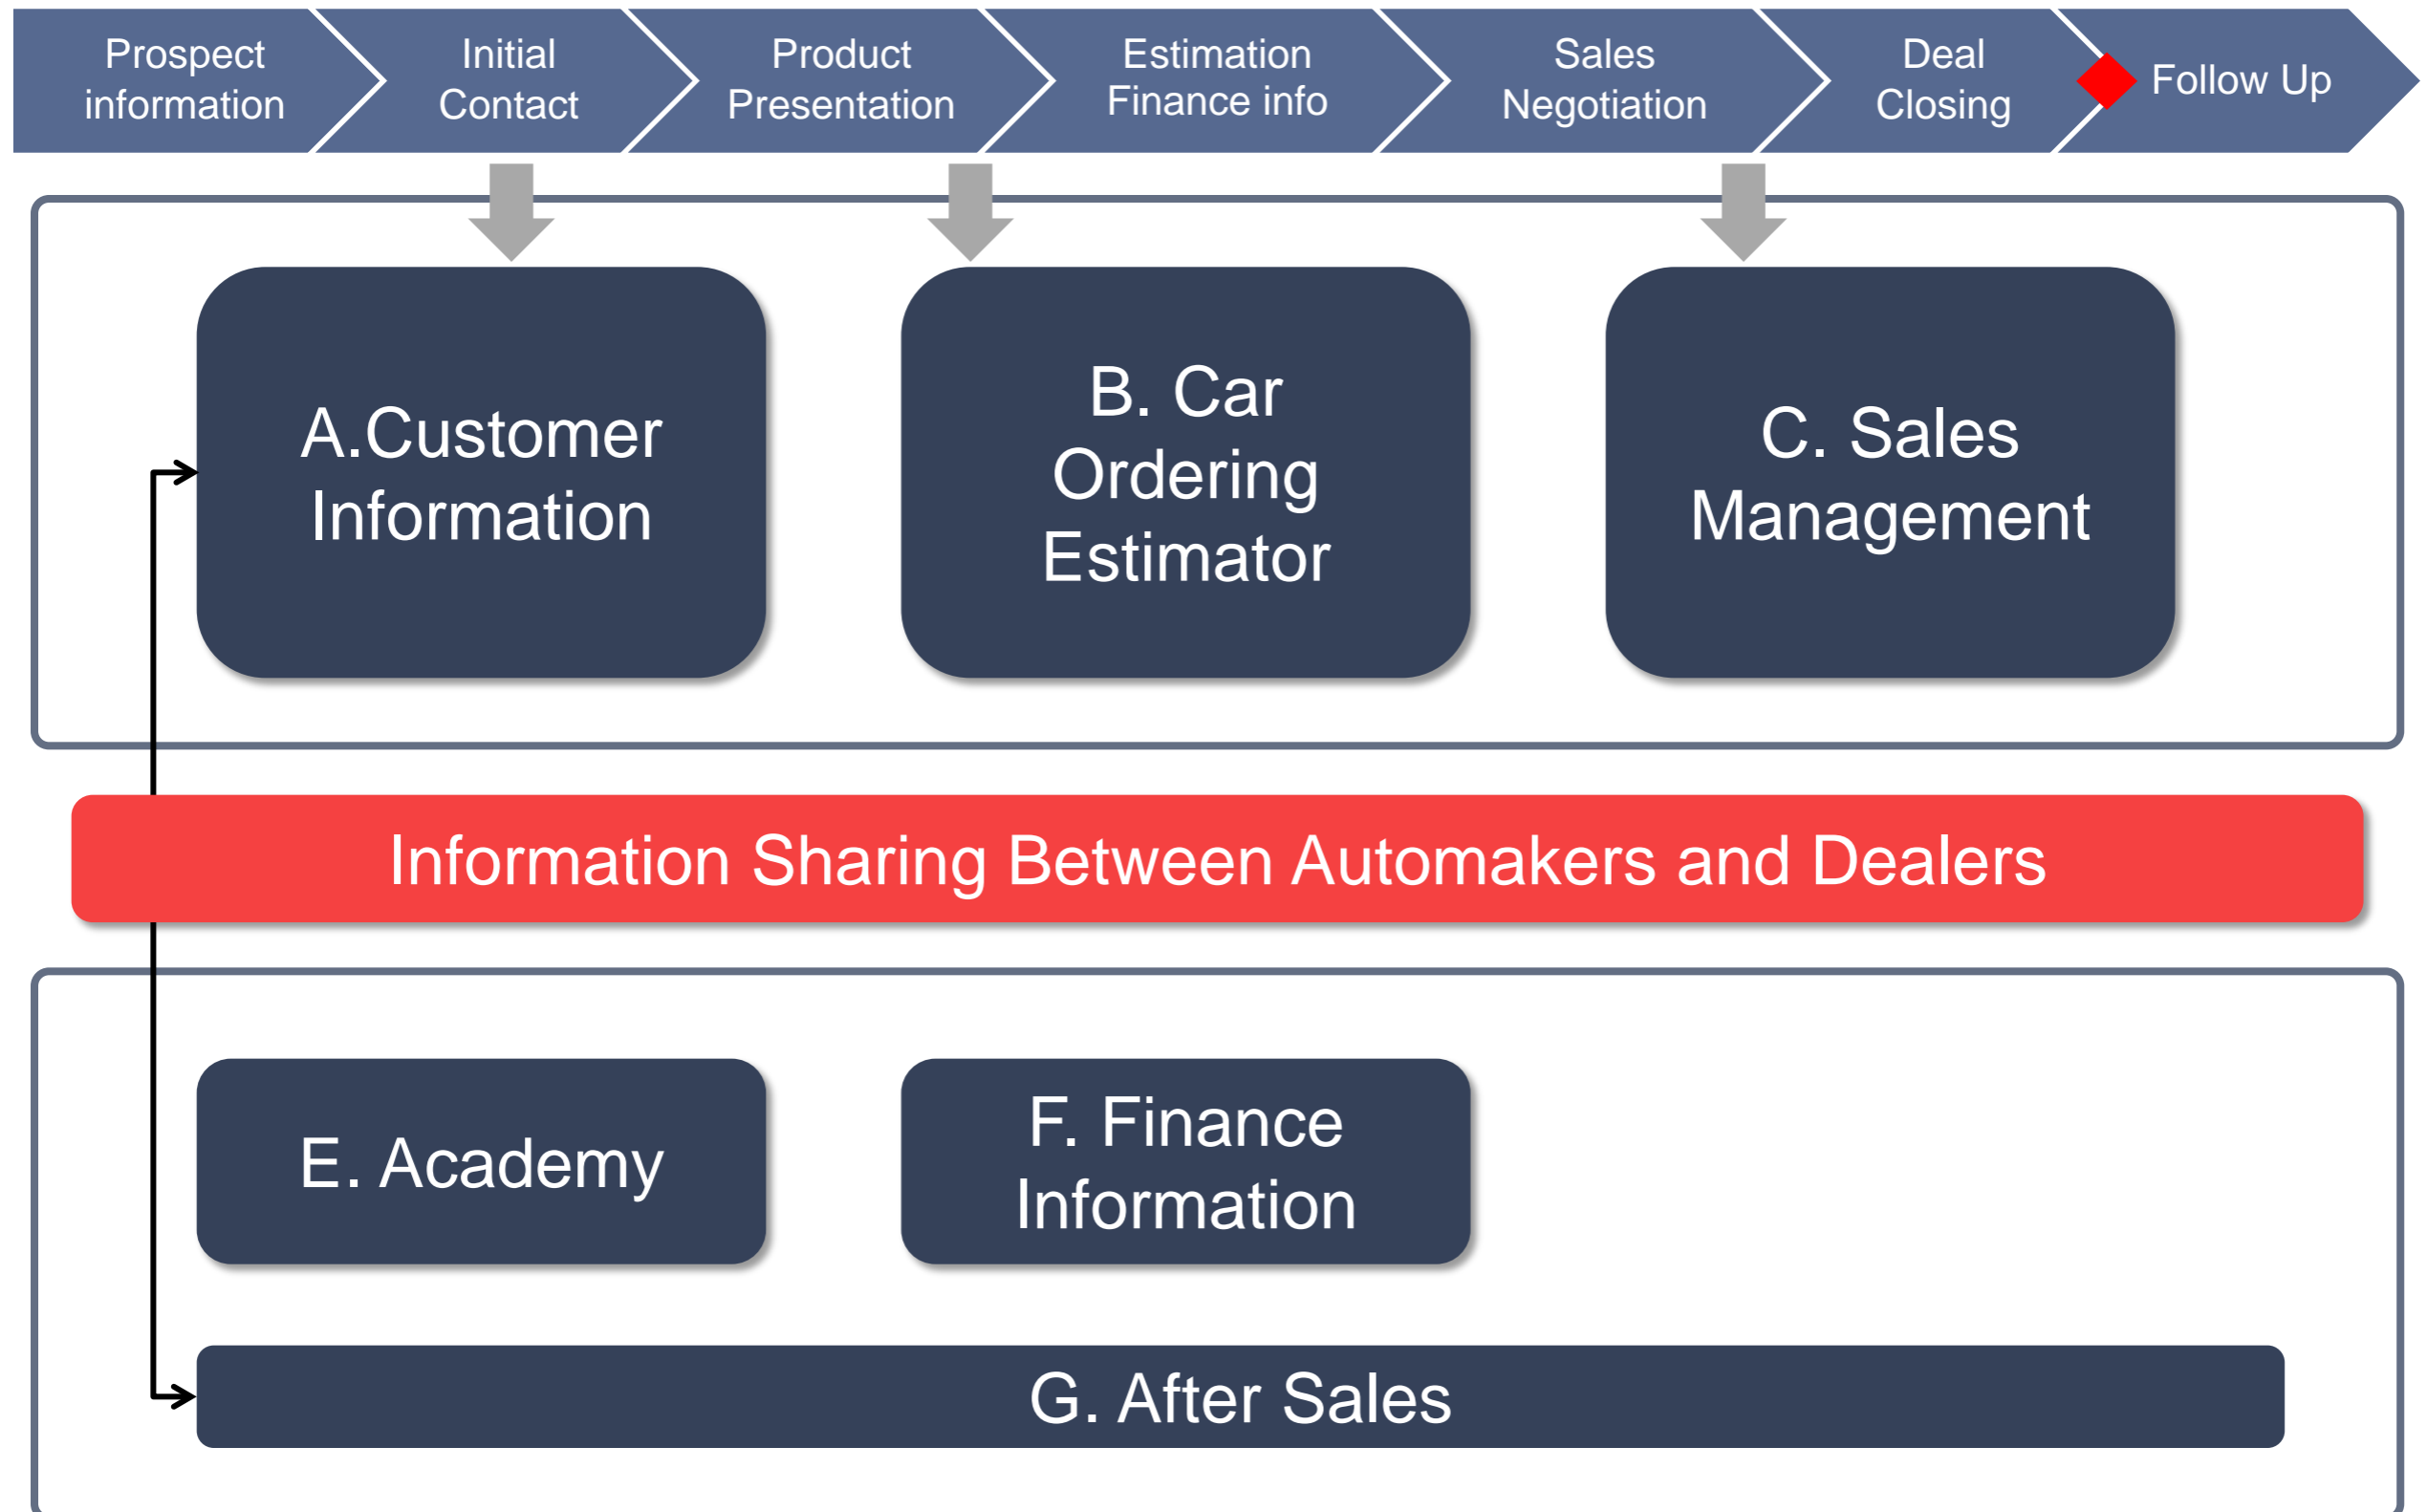 Prospect
information
Initial
Contact
Product
Presentation
Estimation
Finance info
Sales
Negotiation
Deal
Closing
Follow Up
A.Customer
Information
B. Car
Ordering
Estimator
C. Sales
Management
Information Sharing Between Automakers and Dealers
E. Academy
F. Finance
Information
G. After Sales